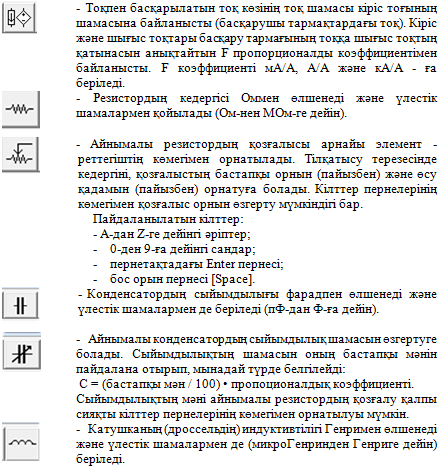 - Токпен басқарылатын тоқ көзінің тоқ шамасы кіріс тоғының
шамасына байланысты (басқарушы тармақтардағы тоқ). Кіріс
және шығыс тоқтары басқару тармағының тоққа шығыс тоқтың
қатынасын анықтайтын F пропорционалды коэффициентімен
байланысты. F коэффициенті мА/А, А/А және кА/А - ға
беріледі.
- Резистордың кедергісі Оммен өлшенеді және үлестік
шамалармен қойылады (Ом-нен МОм-ге дейін).
- Айнымалы резистордың қозғалысы арнайы элемент -
реттегіштің көмегімен орнатылады. Тілқатысу терезесінде
кедергіні, қозғалыстың бастапқы орнын (пайызбен) және өсу
қадамын (пайызбен) орнатуға болады. Кілттер пернелерінің
көмегімен қозғалыс орнын өзгерту мүмкіндігі бар.
Пайдаланылатын кілттер:
- A-дан Z-ге дейінгі әріптер;
- 0-ден 9-ға дейінгі сандар;
- пернетақтадағы Enter пернесі;
- бос орын пернесі [Space].
- Конденсатордың сыйымдылығы фарадпен өлшенеді және
үлестік шамалармен де беріледі (пФ-дан Ф-ға дейін).
- Айнымалы конденсатордың сыйымдылық шамасын өзгертуге
болады. Сыйымдылықтың шамасын оның бастапқы мәнін
пайдалана отырып, мынадай түрде белгілейді:
C = (бастапқы мән / 100) • пропоционалдық коэффициенті.
Сыйымдылықтың мәні айнымалы резистордың қозғалу қалпы
сияқты кілттер пернелерінің көмегімен орнатылуы мүмкін.
- Катушканың (дроссельдің) индуктивтілігі Генримен өлшенеді
және үлестік шамалармен де (микроГенринден Генриге дейін)
беріледі.